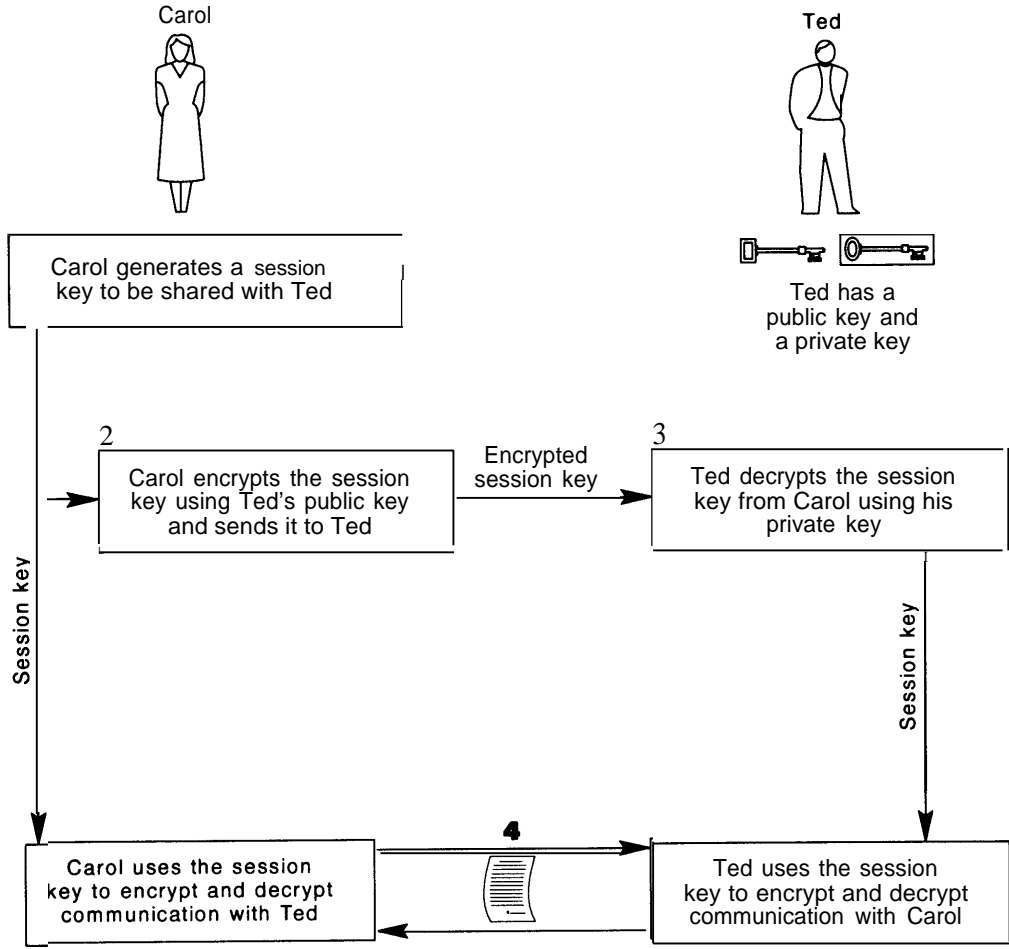 Carol
Ted
Carol generates a session
key to be shared with Ted
Ted has a
public key and
a private key
2
Carol encrypts the session
key using Ted's public key
and sends it to Ted
Encrypted
session key
3
Ted decrypts the session
key from Carol using his
private key
Session key
Session key
4
Carol uses the session
key to encrypt and decrypt
communication with Ted
Ted uses the session
key to encrypt and decrypt
communication with Carol